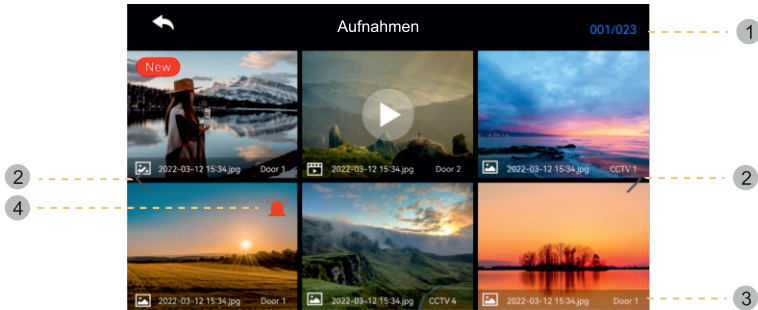 Aufnahmen
001/023
1
New
2022-03-12 15:34.jpg Door 1
2022-03-12 15:34.jpg Door 2
2022-03-12 15:34.jpg CCTV 1
2
2
4
2022-03-12 15:34.jpg Door 1
2022-03-12 15:34.jpg CCTV 4
2022-03-12 15:34.jpg Door 1
3